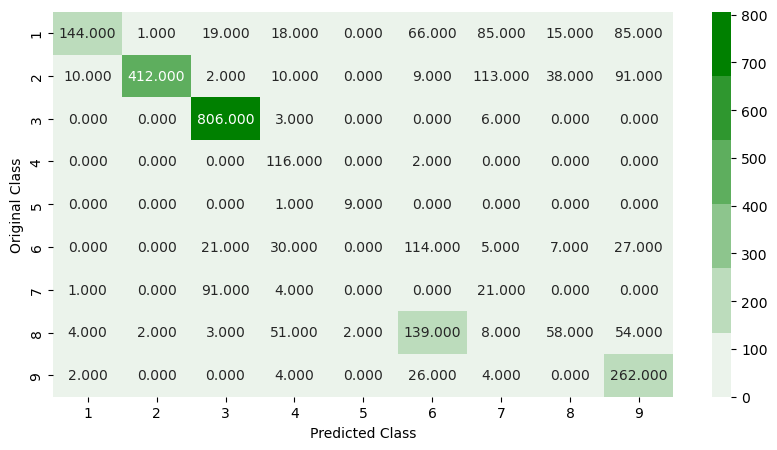 1 144.000 1.000 19.000 18.000 0.000 66.000 85.000 15.000 85.000
2 10.000 412.000 2.000 10.000 0.000 9.000 113.000 38.000 91.000
3 0.000 0.000 806.000 3.000 0.000 0.000 6.000 0.000 0.000
4 0.000 0.000 0.000 116.000 0.000 2.000 0.000 0.000 0.000
5 0.000 0.000 0.000 1.000 9.000 0.000 0.000 0.000 0.000
6 0.000 0.000 21.000 30.000 0.000 114.000 5.000 7.000 27.000
7 1.000 0.000 91.000 4.000 0.000 0.000 21.000 0.000 0.000
8 4.000 2.000 3.000 51.000 2.000 139.000 8.000 58.000 54.000
9 2.000 0.000 0.000 4.000 0.000 26.000 4.000 0.000 262.000
1 2 3 4 5 6 7 8 9
Predicted Class
Original Class
800
700
600
500
400
300
200
100
0